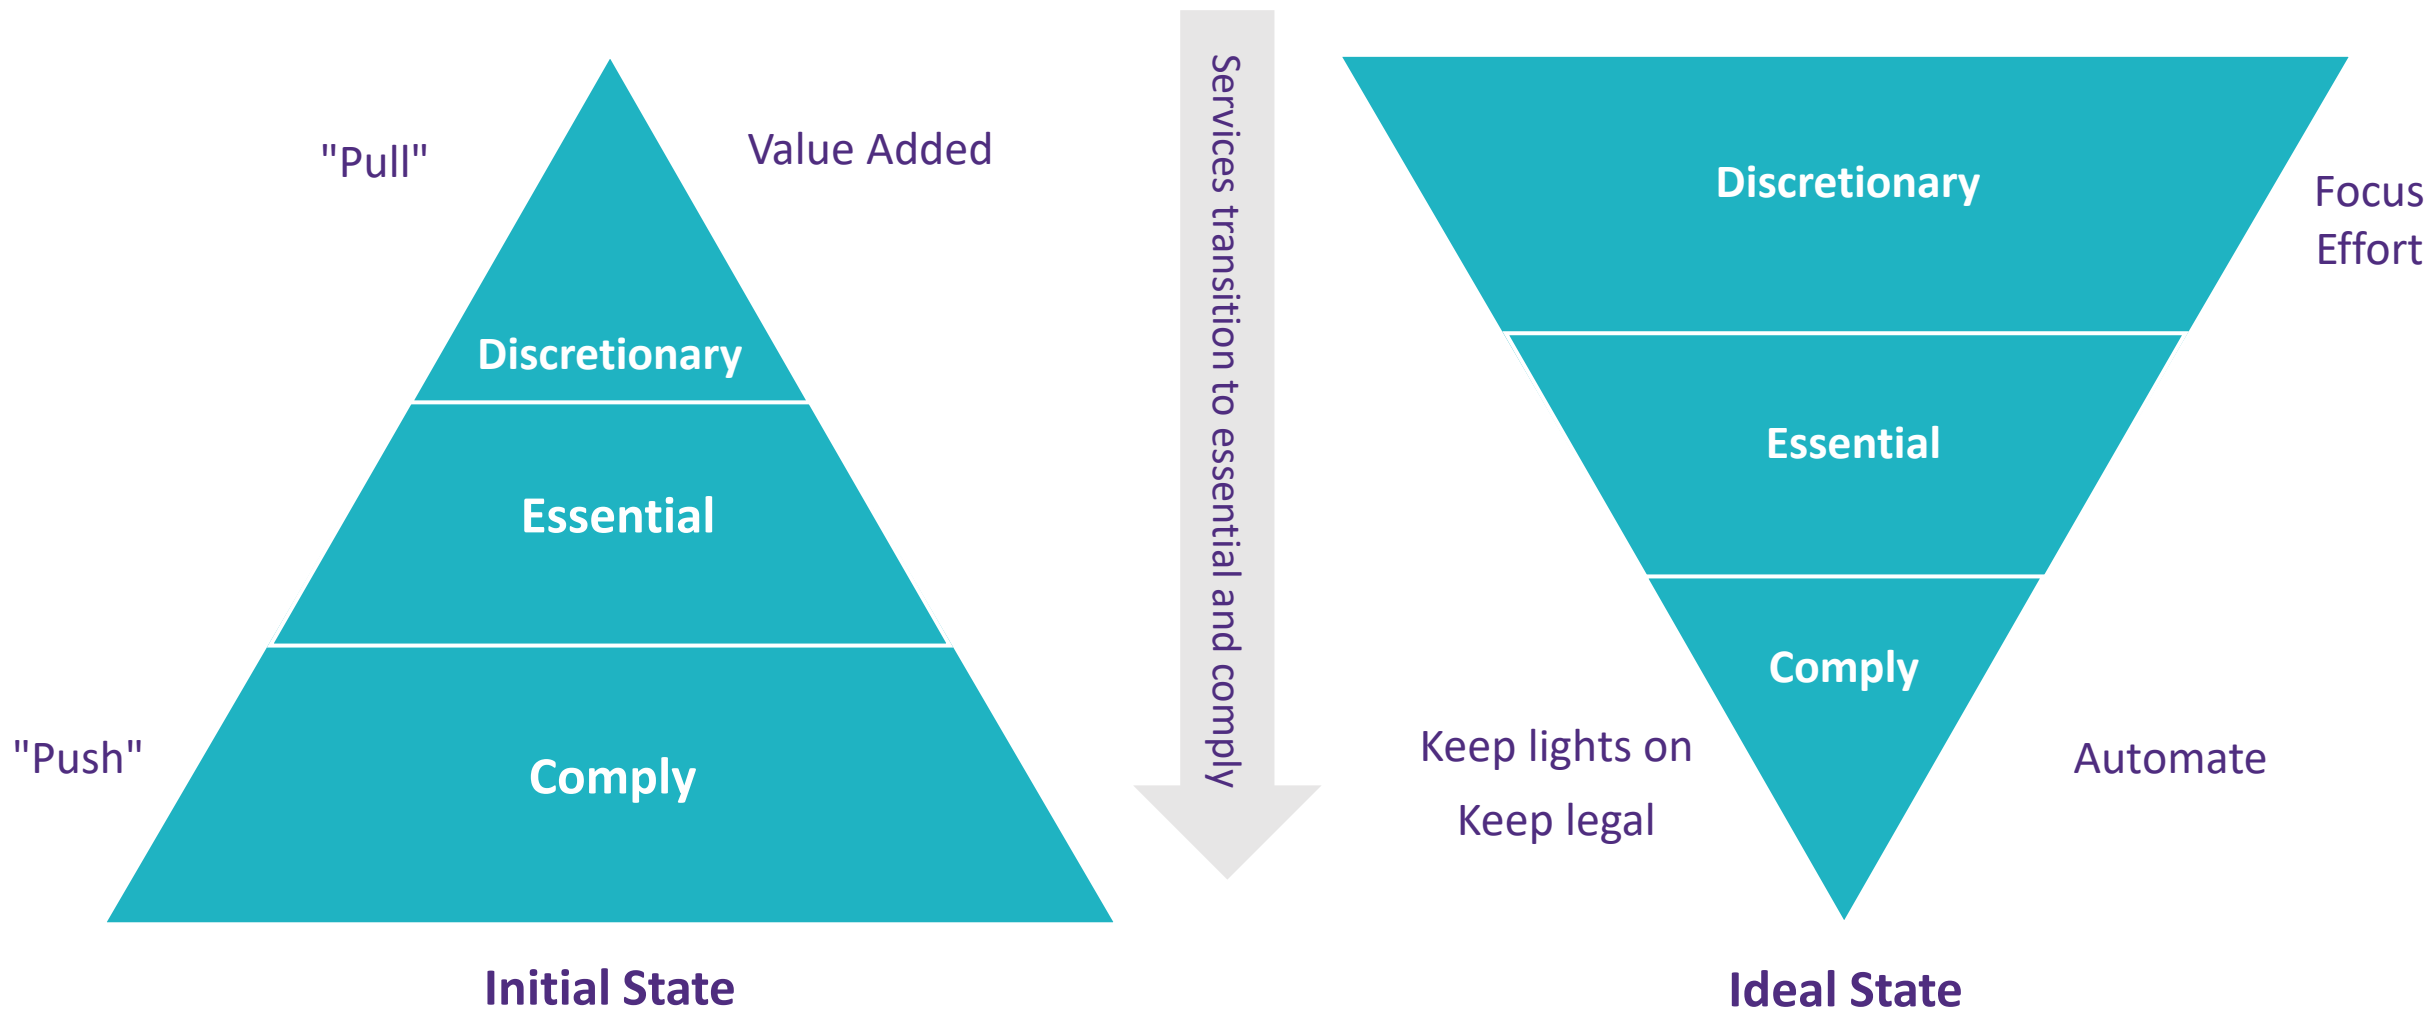 "Pull"
Value Added
Discretionary
Essential
"Push"
Comply
Initial State
Services transition to essential and comply
Discretionary
Focus
Effort
Essential
Comply
Keep lights on
Keep legal
Automate
Ideal State